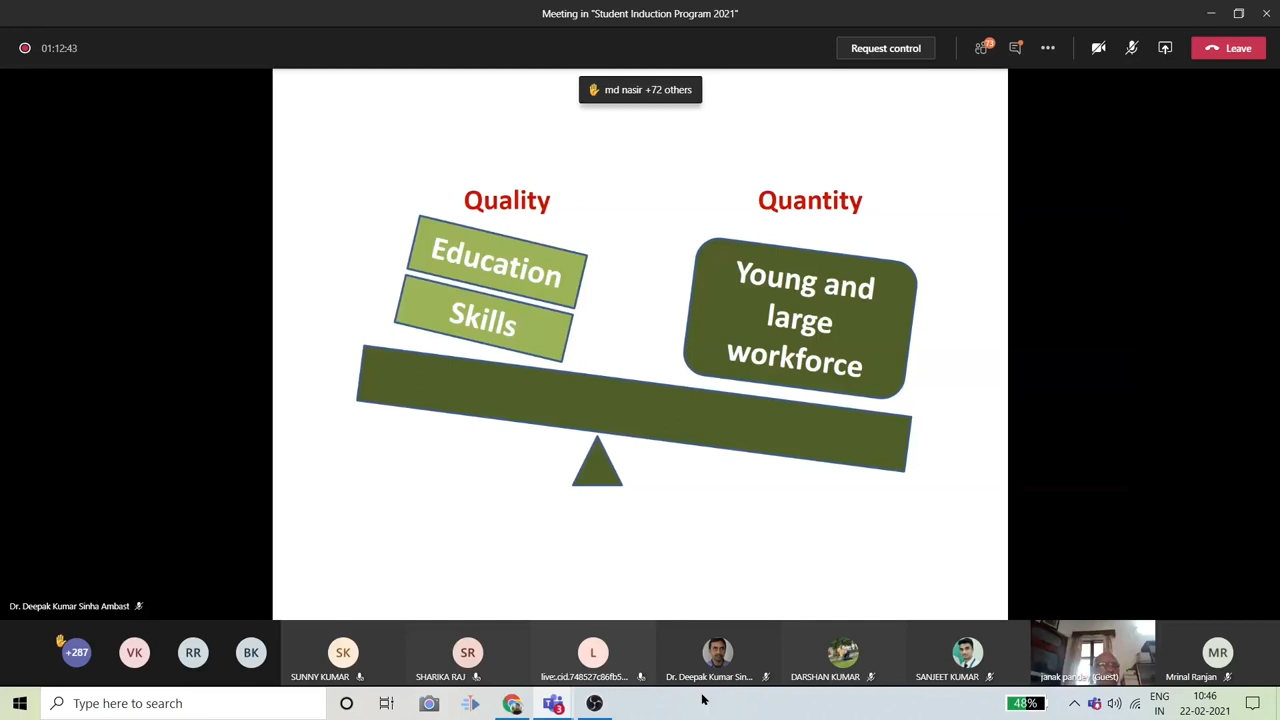 Meeting in "Student Induction Program 2021"
01:12:43
Request control
73
Leave
md nasir +72 others
Quality
Quantity
Education
Skills
Young and
large
workforce
Dr. Deepak Kumar Sinha Ambast
+287
VK
RR
BK
SK
SR
L
MR
SUNNY KUMAR
SHARIKA RAJ
live:.cid.748527c86fb5...
Dr. Deepak Kumar Sin...
DARSHAN KUMAR
SANJEET KUMAR
janak pandey (Guest)
Mrinal Ranjan
Type here to search
3
48%
ENG
IN
10:46
22-02-2021